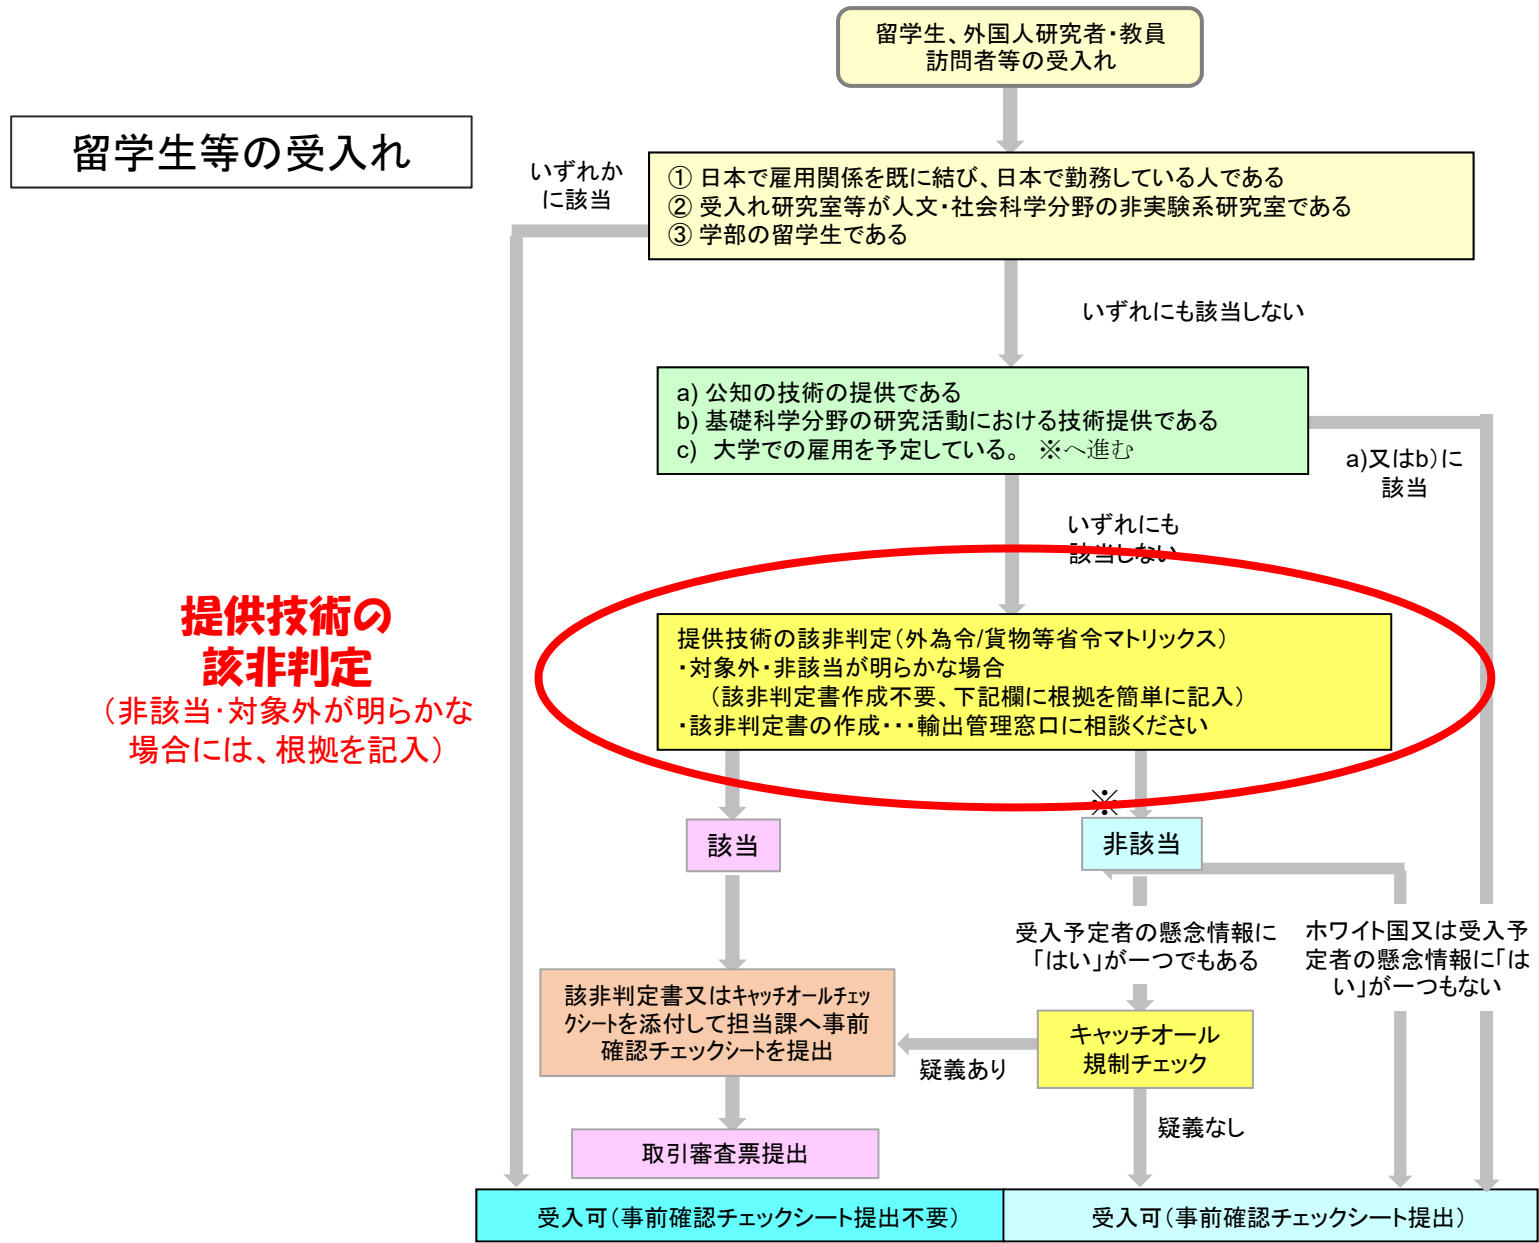 留学生、外国人研究者・教員
訪問者等の受入れ
留学生等の受入れ
いずれか
に該当
① 日本で雇用関係を既に結び、日本で勤務している人である
② 受入れ研究室等が人文・社会科学分野の非実験系研究室である
③ 学部の留学生である
いずれにも該当しない
a) 公知の技術の提供である
b) 基礎科学分野の研究活動における技術提供である
c) 大学での雇用を予定している。 ※へ進む
a)又はb)に
該当
いずれにも
該当しない
提供技術の
該非判定
(非該当・対象外が明らかな
場合には、根拠を記入)
提供技術の該非判定(外為令/貨物等省令マトリックス)
・対象外・非該当が明らかな場合
(該非判定書作成不要、下記欄に根拠を簡単に記入)
・該非判定書の作成・・・輸出管理窓口に相談ください
※
該当
非該当
受入予定者の懸念情報に
「はい」が一つでもある
ホワイト国又は受入予
定者の懸念情報に「は
い」が一つもない
該非判定書又はキャッチオールチェッ
クシートを添付して担当課へ事前
確認チェックシートを提出
疑義あり
キャッチオール
規制チェック
疑義なし
取引審査票提出
受入可(事前確認チェックシート提出不要)
受入可(事前確認チェックシート提出)